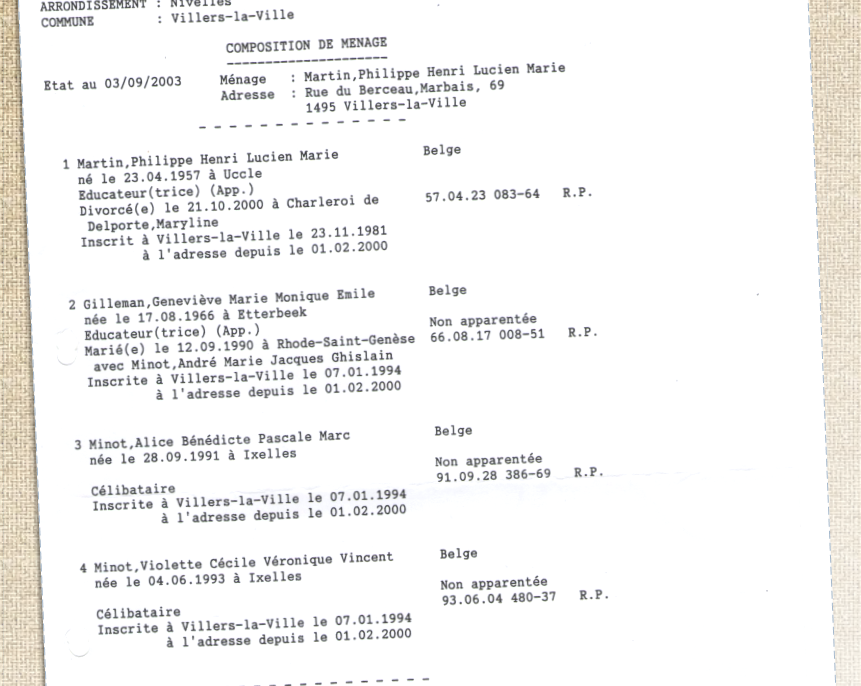 ARRONDISSEMENT : Nivelles
COMMUNE : Villers-la-Ville
COMPOSITION DE MENAGE
---------------------
Etat au 03/09/2003 Ménage : Martin,Philippe Henri Lucien Marie
Adresse : Rue du Berceau,Marbais, 69
1495 Villers-la-Ville
- - - - - - - - - - - - - -
1 Martin,Philippe Henri Lucien Marie Belge
né le 23.04.1957 à Uccle
Educateur(trice) (App.)
Divorcé(e) le 21.10.2000 à Charleroi de 57.04.23 083-64 R.P.
Delporte,Maryline
Inscrit à Villers-la-Ville le 23.11.1981
à l'adresse depuis le 01.02.2000
2 Gilleman,Geneviève Marie Monique Emile Belge
née le 17.08.1966 à Etterbeek
Educateur(trice) (App.) Non apparentée
Marié(e) le 12.09.1990 à Rhode-Saint-Genèse 66.08.17 008-51 R.P.
avec Minot,André Marie Jacques Ghislain
Inscrite à Villers-la-Ville le 07.01.1994
à l'adresse depuis le 01.02.2000
3 Minot,Alice Bénédicte Pascale Marc Belge
née le 28.09.1991 à Ixelles
Non apparentée
91.09.28 386-69 R.P.
Célibataire
Inscrite à Villers-la-Ville le 07.01.1994
à l'adresse depuis le 01.02.2000
4 Minot,Violette Cécile Véronique Vincent Belge
née le 04.06.1993 à Ixelles
Non apparentée
93.06.04 480-37 R.P.
Célibataire
Inscrite à Villers-la-Ville le 07.01.1994
à l'adresse depuis le 01.02.2000
- - - - - - - - - - - - -